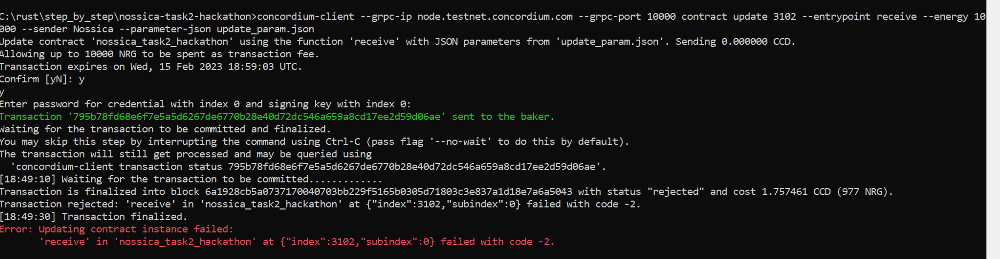 C:\rust\step_by_step\nossica-task2-hackathon>concordium-client --grpc-ip node.testnet.concordium.com --grpc-port 10000 contract update 3102 --entrypoint receive --energy 10
000 --sender Nossica --parameter-json update_param.json
Update contract 'nossica_task2_hackathon' using the function 'receive' with JSON parameters from 'update_param.json'. Sending 0.000000 CCD.
Allowing up to 10000 NRG to be spent as transaction fee.
Transaction expires on Wed, 15 Feb 2023 18:59:03 UTC.
Confirm [yN]: y
y
Enter password for credential with index 0 and signing key with index 0:
Transaction '795b78fd68e6f7e5a5d6267de6770b28e40d72dc546a659a8cd17ee2d59d06ae' sent to the baker.
Waiting for the transaction to be committed and finalized.
You may skip this step by interrupting the command using Ctrl-C (pass flag '--no-wait' to do this by default).
The transaction will still get processed and may be queried using
  'concordium-client transaction status 795b78fd68e6f7e5a5d6267de6770b28e40d72dc546a659a8cd17ee2d59d06ae'.
[18:49:10] Waiting for the transaction to be committed.............
Transaction is finalized into block 6a1928cb5a0737170040703bb229f5165b0305d71803c3e837a1d18e7a6a5043 with status "rejected" and cost 1.757461 CCD (977 NRG).
Transaction rejected: 'receive' in 'nossica_task2_hackathon' at {"index":3102,"subindex":0} failed with code -2.
[18:49:30] Transaction finalized.
Error: Updating contract instance failed:
       'receive' in 'nossica_task2_hackathon' at {"index":3102,"subindex":0} failed with code -2.